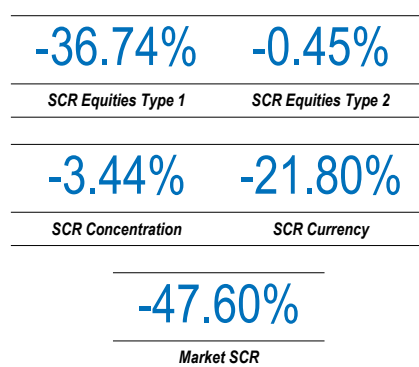 -36.74% -0.45%
SCR Equities Type 1 SCR Equities Type 2
-3.44% -21.80%
SCR Concentration SCR Currency
-47.60%
Market SCR